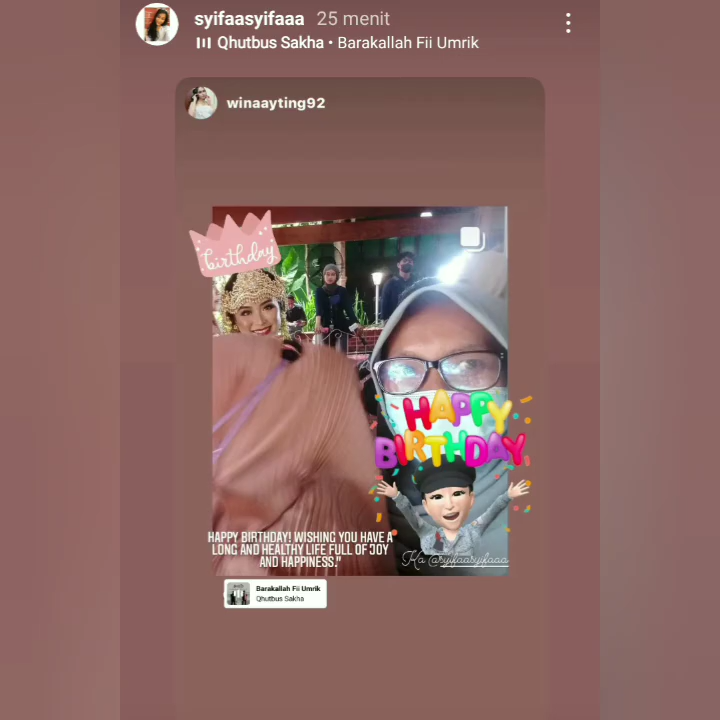 syifaasyifaaa 25 menit
Qhutbus Sakha • Barakallah Fii Umrik
winaayting92
birthday
HAPPY
BIRTHDAY
HAPPY BIRTHDAY! WISHING YOU HAVE A
LONG AND HEALTHY LIFE FULL OF JOY
AND HAPPINESS."
Ka @syifaasyifaaa
Barakallah Fii Umrik
Qhutbus Sakha